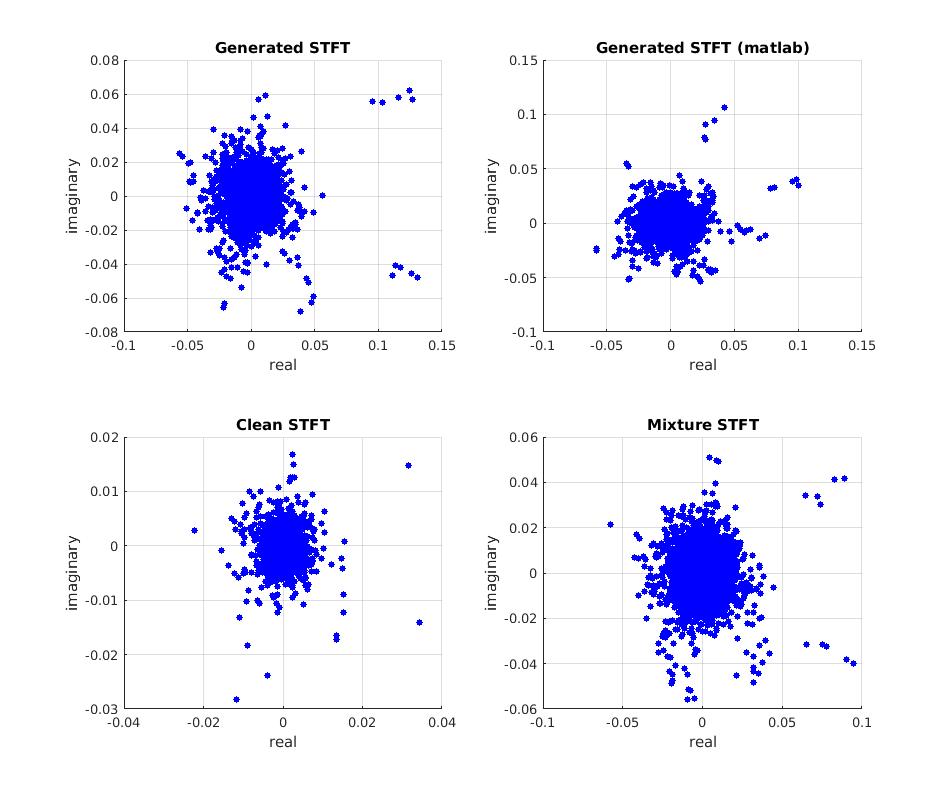 Generated STFT
0.08
0.06
0.04
0.02
0
-0.02
-0.04
-0.06
-0.08
imaginary
-0.1 -0.05 0 0.05 0.1 0.15
real
Generated STFT (matlab)
0.15
0.1
0.05
0
-0.05
-0.1
imaginary
-0.1 -0.05 0 0.05 0.1 0.15
real
Clean STFT
0.02
0.01
0
-0.01
-0.02
-0.03
imaginary
-0.04 -0.02 0 0.02 0.04
real
Mixture STFT
0.06
0.04
0.02
0
-0.02
-0.04
-0.06
imaginary
-0.1 -0.05 0 0.05 0.1
real